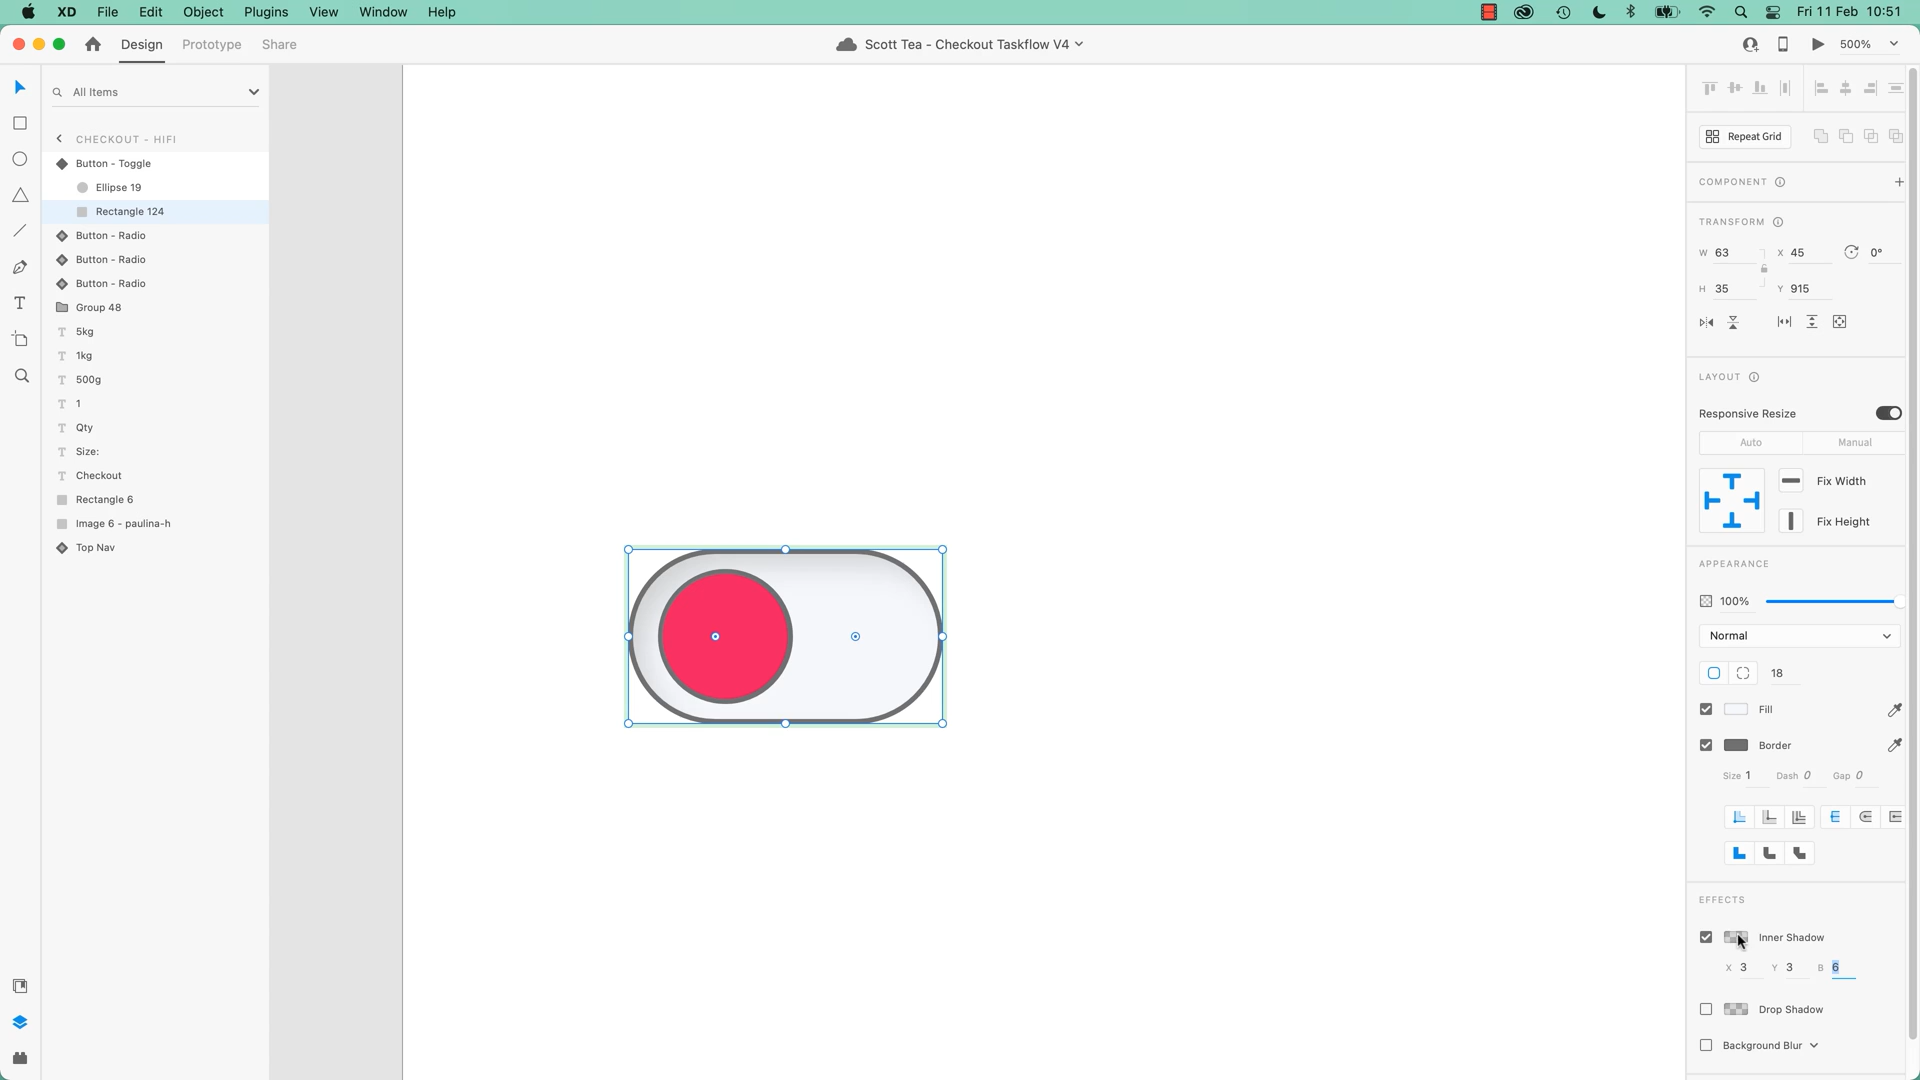 XD File Edit Object Plugins View Window Help Fri 11 Feb 10:51
Design Prototype Share Scott Tea - Checkout Taskflow V4 500%
All Items
CHECKOUT - HIFI
Button - Toggle
Ellipse 19
Rectangle 124
Button - Radio
Button - Radio
Button - Radio
Group 48
5kg
1kg
500g
1
Qty
Size:
Checkout
Rectangle 6
Image 6 - paulina-h
Top Nav
Repeat Grid
COMPONENT
TRANSFORM
W 63 X 45 0°
H 35 Y 915
LAYOUT
Responsive Resize
Auto Manual
Fix Width
Fix Height
APPEARANCE
100%
Normal
18
Fill
Border
Size 1 Dash 0 Gap 0
EFFECTS
Inner Shadow
X 3 Y 3 B 6
Drop Shadow
Background Blur